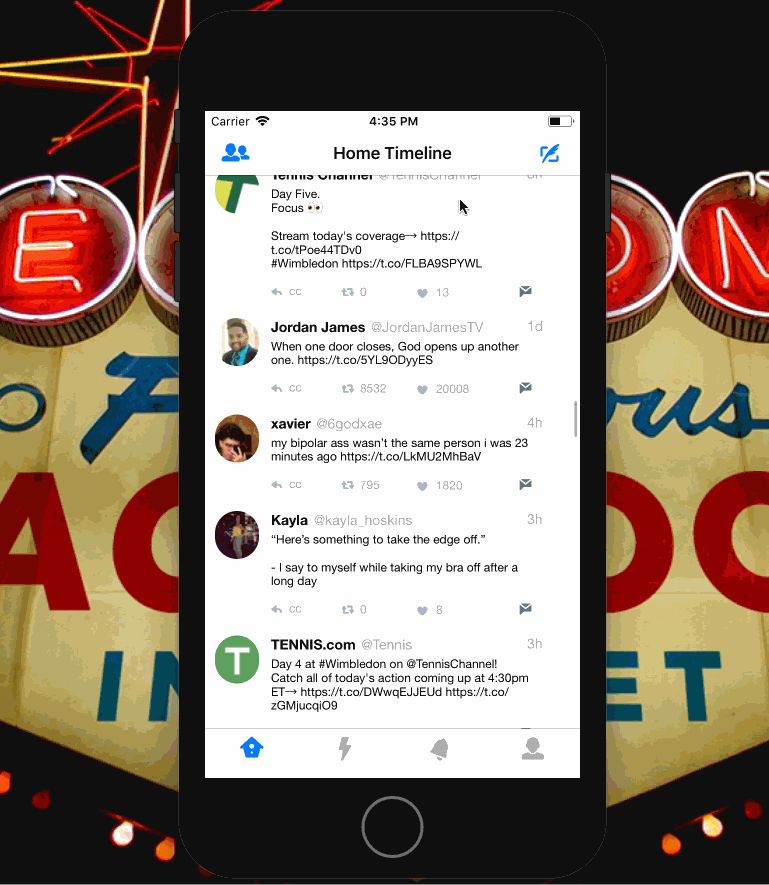 Carrier 4:35 PM
Home Timeline
Tennis Channel @TennisChannel 8h
Day Five.
Focus 👀
Stream today's coverage→ https://
t.co/tPoe44TDv0
#Wimbledon https://t.co/FLBA9SPYWL
CC 0 13
Jordan James @JordanJamesTV 1d
When one door closes, God opens up another
one. https://t.co/5YL9ODyyES
CC 8532 20008
xavier @6godxae 4h
my bipolar ass wasn't the same person i was 23
minutes ago https://t.co/LkMU2MhBaV
CC 795 1820
Kayla @kayla_hoskins 3h
“Here's something to take the edge off.”
- I say to myself while taking my bra off after a
long day
CC 0 8
T TENNIS.com @Tennis 3h
Day 4 at #Wimbledon on @TennisChannel!
Catch all of today's action coming up at 4:30pm
ET→ https://t.co/DWwqEJJEUd https://t.co/
zGMjucqiO9
E O N